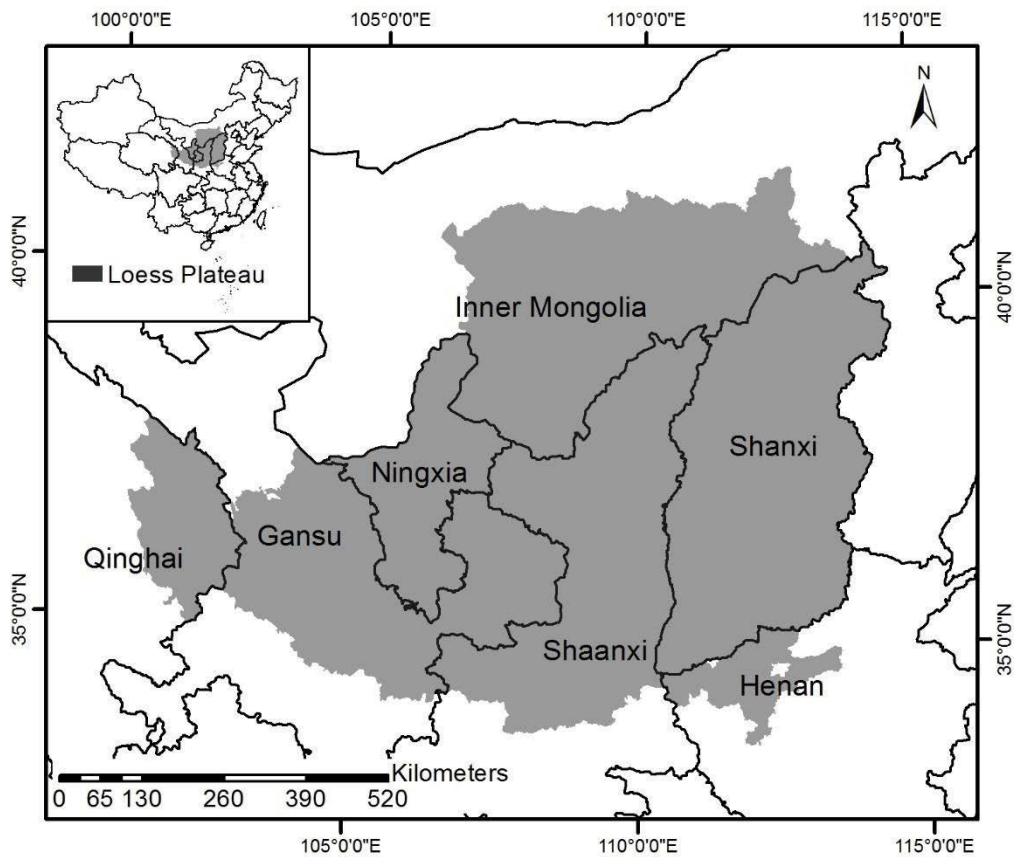 100°0'0"E 105°0'0"E 110°0'0"E 115°0'0"E
N
40°0'0"N
40°0'0"N
Loess Plateau
Inner Mongolia
Shanxi
Ningxia
Gansu
Qinghai
35°0'0"N
35°0'0"N
Shaanxi
Henan
Kilometers
0 65 130 260 390 520
105°0'0"E 110°0'0"E 115°0'0"E